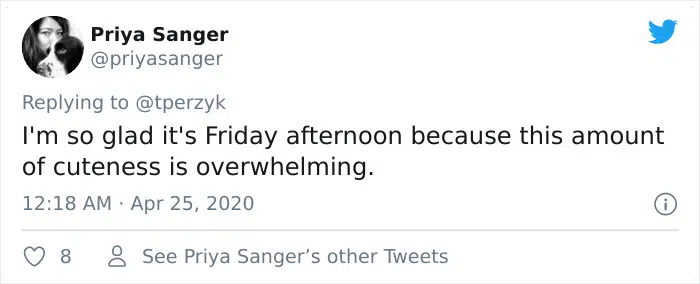 Priya Sanger
@priyasanger
Replying to @tperzyk
I'm so glad it's Friday afternoon because this amount
of cuteness is overwhelming.
12:18 AM · Apr 25, 2020
8 See Priya Sanger’s other Tweets